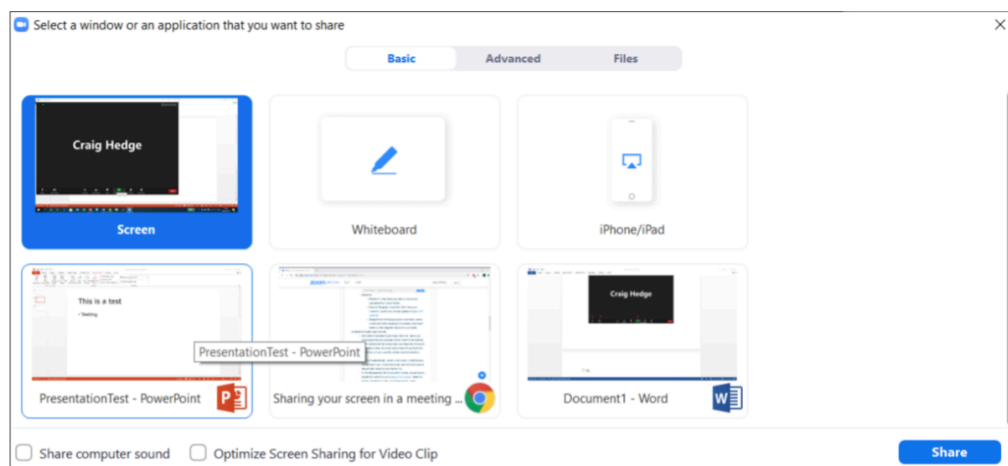 Select a window or an application that you want to share
Basic Advanced Files
Craig Hedge
Screen
Whiteboard
iPhone/iPad
This is a test
• Testing
PresentationTest - PowerPoint
PresentationTest - PowerPoint
Sharing your screen in a meeting ...
Craig Hedge
Document1 - Word
Share computer sound
Optimize Screen Sharing for Video Clip
Share